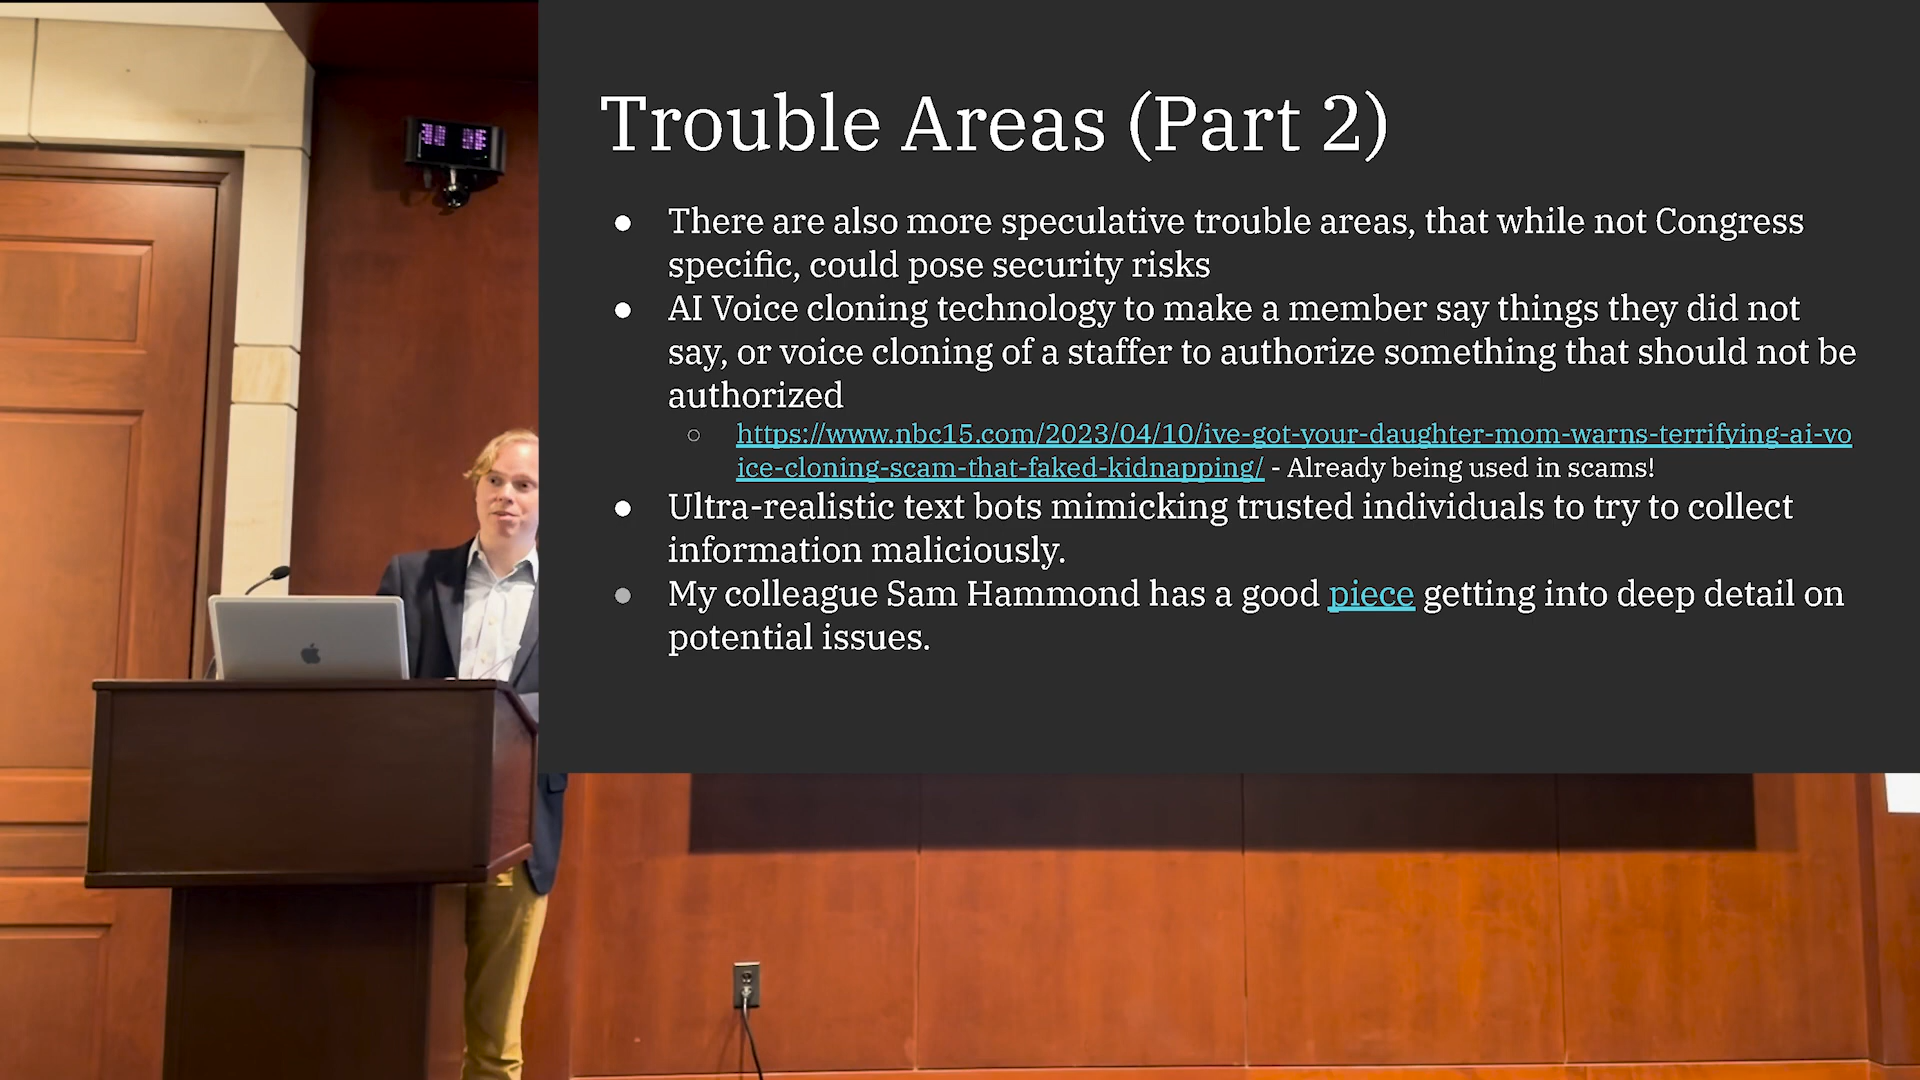 Trouble Areas (Part 2)
● There are also more speculative trouble areas, that while not Congress
specific, could pose security risks
● AI Voice cloning technology to make a member say things they did not
say, or voice cloning of a staffer to authorize something that should not be
authorized
○ https://www.nbc15.com/2023/04/10/ive-got-your-daughter-mom-warns-terrifying-ai-vo
ice-cloning-scam-that-faked-kidnapping/ - Already being used in scams!
● Ultra-realistic text bots mimicking trusted individuals to try to collect
information maliciously.
● My colleague Sam Hammond has a good piece getting into deep detail on
potential issues.